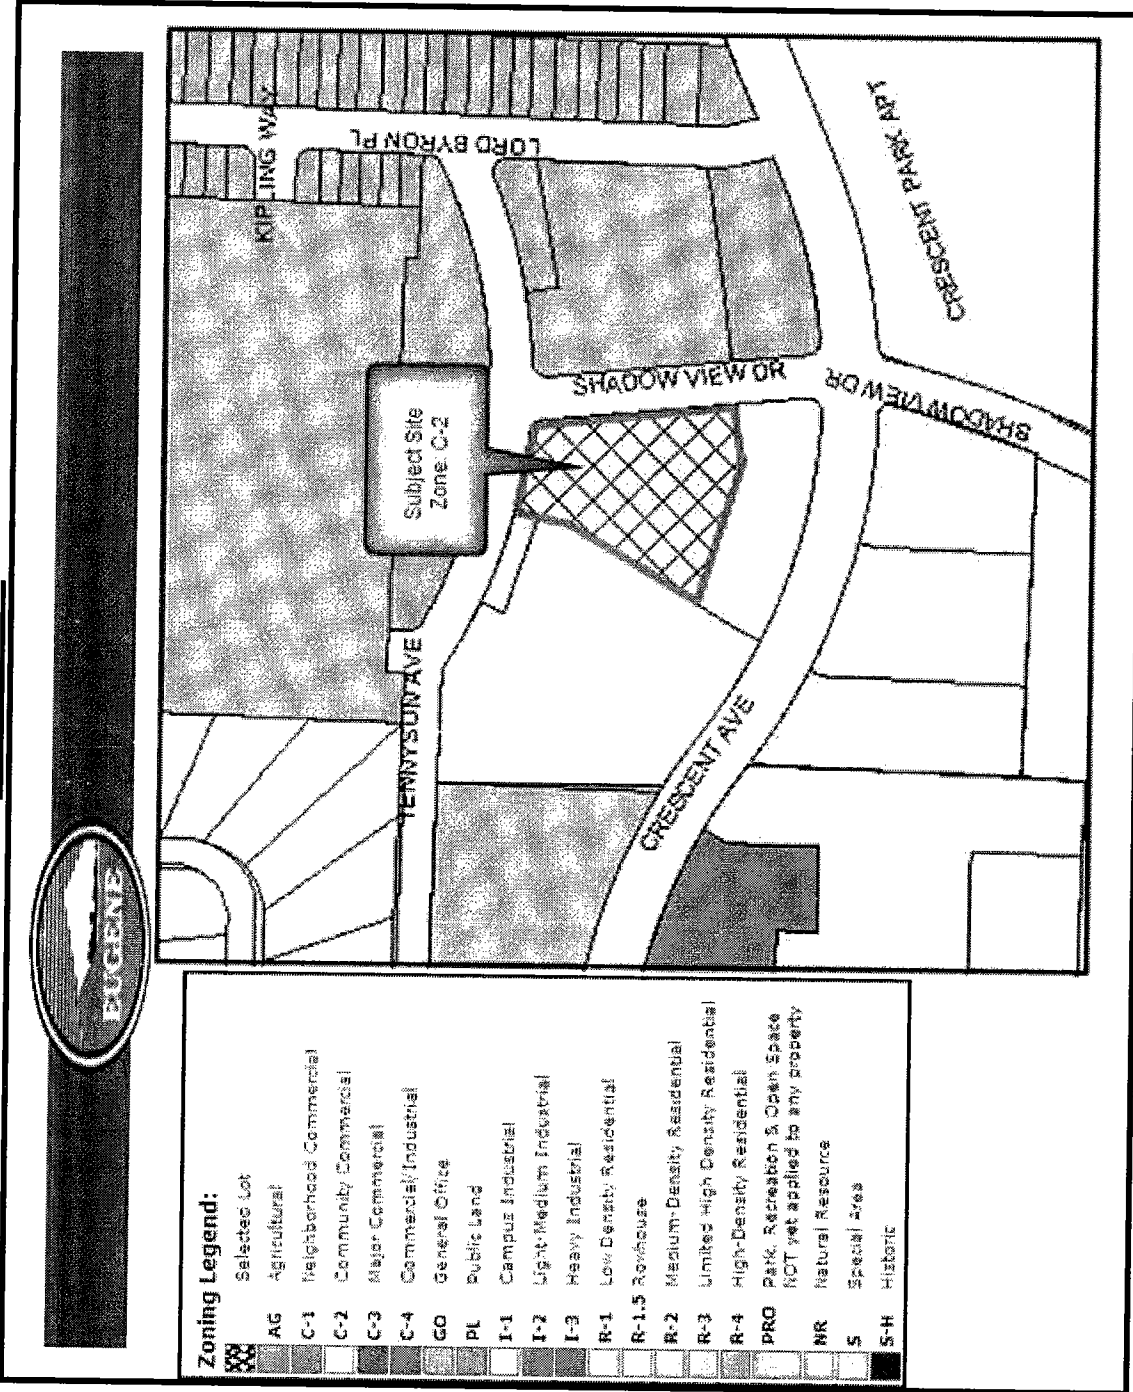 EUGENE
Zoning Legend:
Selected Lot
AG Agricultural
C-1 Neighborhood Commercial
C-2 Community Commercial
C-3 Major Commercial
C-4 Commercial/Industrial
GO General Office
PL Public Land
I-1 Campus Industrial
I-2 Light-Medium Industrial
I-3 Heavy Industrial
R-1 Low Density Residential
R-1.5 Rowhouse
R-2 Medium-Density Residential
R-3 Limited High Density Residential
R-4 High-Density Residential
PRO Park, Recreation & Open Space
NOT yet applied to any property
NR Natural Resource
S Special Area
S-H Historic
KIPLING WAY
LORD BYRON PL
Subject Site
Zone: C-2
TENNYSON AVE
SHADOW VIEW DR
SHADOW VIEW DR
CRESCENT AVE
CRESCENT PARK APT